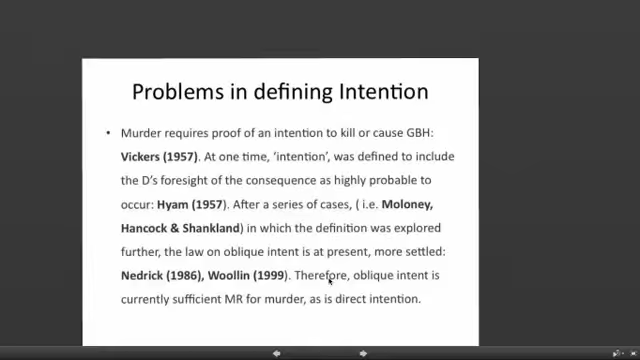 Problems in defining Intention
• Murder requires proof of an intention to kill or cause GBH:
Vickers (1957). At one time, ‘intention’, was defined to include
the D’s foresight of the consequence as highly probable to
occur: Hyam (1957). After a series of cases, ( i.e. Moloney,
Hancock & Shankland) in which the definition was explored
further, the law on oblique intent is at present, more settled:
Nedrick (1986), Woollin (1999). Therefore, oblique intent is
currently sufficient MR for murder, as is direct intention.